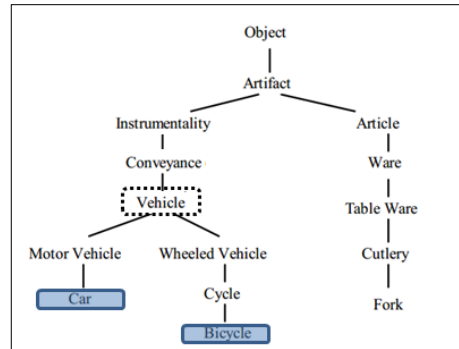 Object
Artifact
Instrumentality Article
Conveyance Ware
Vehicle Table Ware
Motor Vehicle Wheeled Vehicle Cutlery
Car Cycle Fork
Bicycle